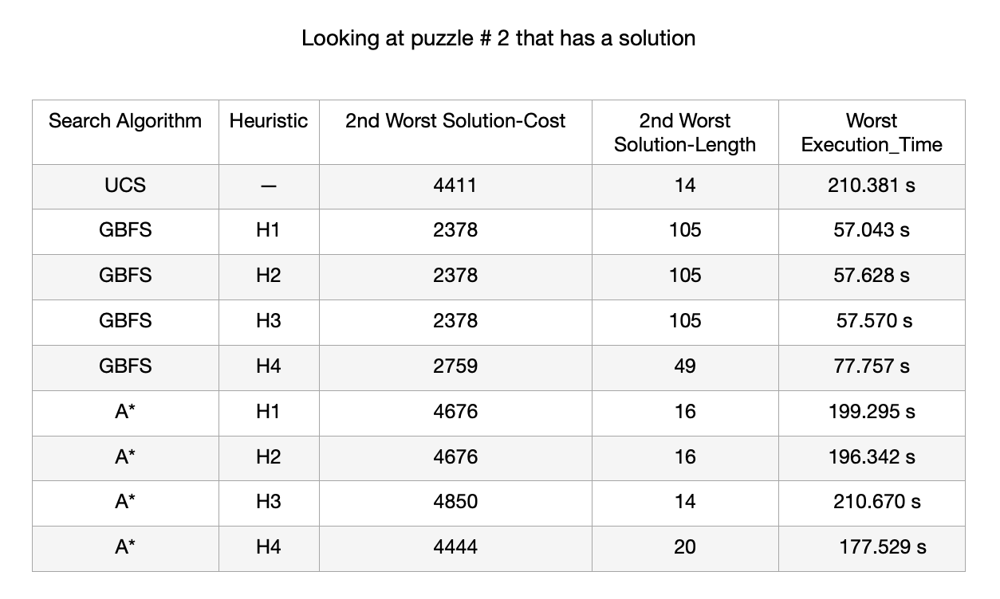 Looking at puzzle # 2 that has a solution
Search Algorithm Heuristic 2nd Worst Solution-Cost 2nd Worst Solution-Length Worst Execution_Time
UCS — 4411 14 210.381 s
GBFS H1 2378 105 57.043 s
GBFS H2 2378 105 57.628 s
GBFS H3 2378 105 57.570 s
GBFS H4 2759 49 77.757 s
A* H1 4676 16 199.295 s
A* H2 4676 16 196.342 s
A* H3 4850 14 210.670 s
A* H4 4444 20 177.529 s